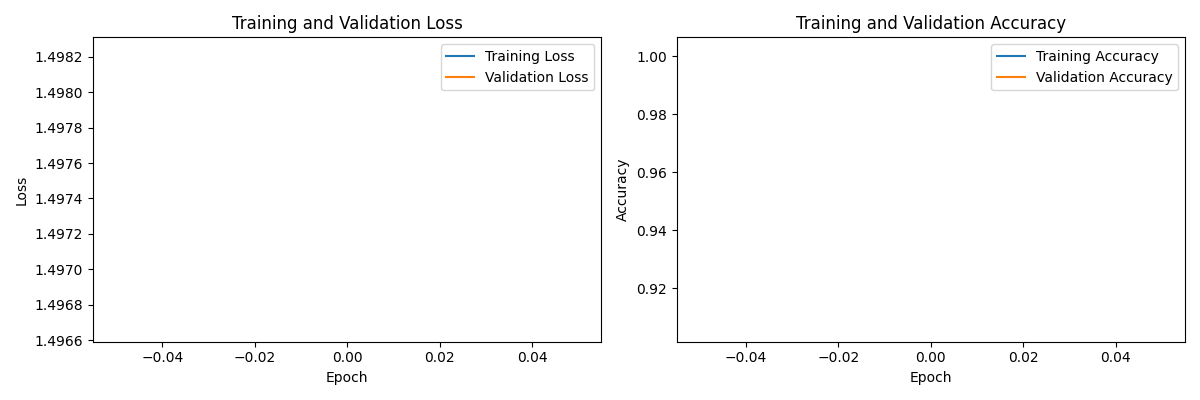 Training and Validation Loss
Training Loss
Validation Loss
1.4982
1.4980
1.4978
1.4976
1.4974
1.4972
1.4970
1.4968
1.4966
Loss
−0.04 −0.02 0.00 0.02 0.04
Epoch
Training and Validation Accuracy
Training Accuracy
Validation Accuracy
1.00
0.98
0.96
0.94
0.92
Accuracy
−0.04 −0.02 0.00 0.02 0.04
Epoch